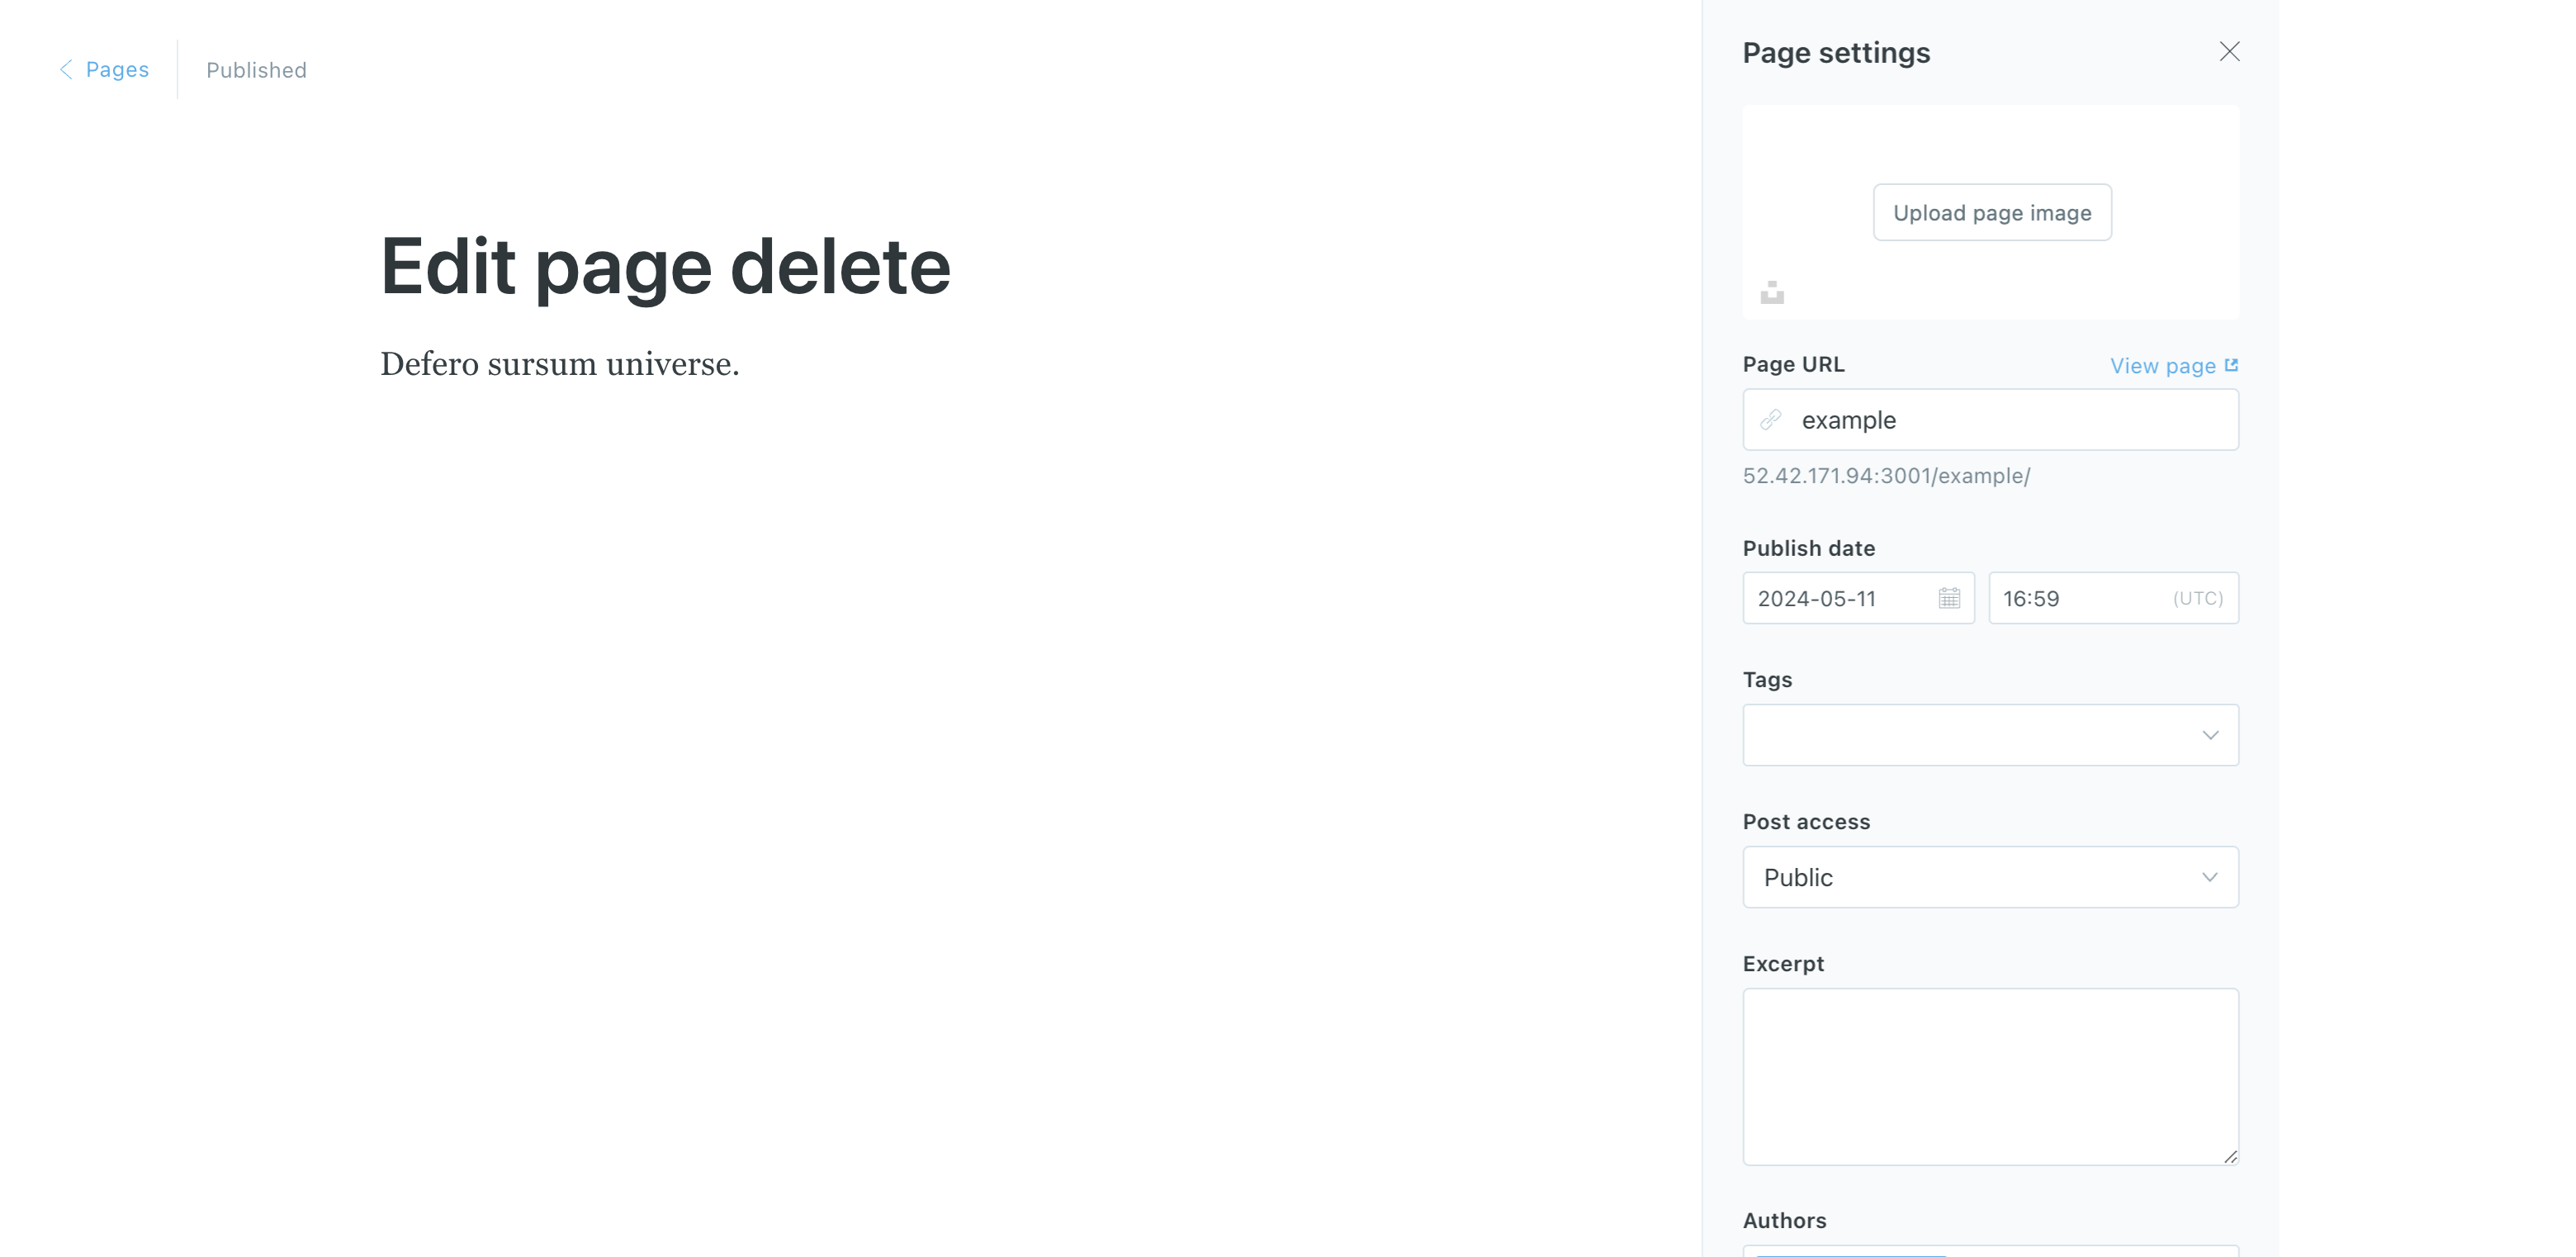 Pages
Published
Edit page delete
Defero sursum universe.
Page settings
Upload page image
Page URL
View page
example
52.42.171.94:3001/example/
Publish date
2024-05-11
16:59
(UTC)
Tags
Post access
Public
Excerpt
Authors